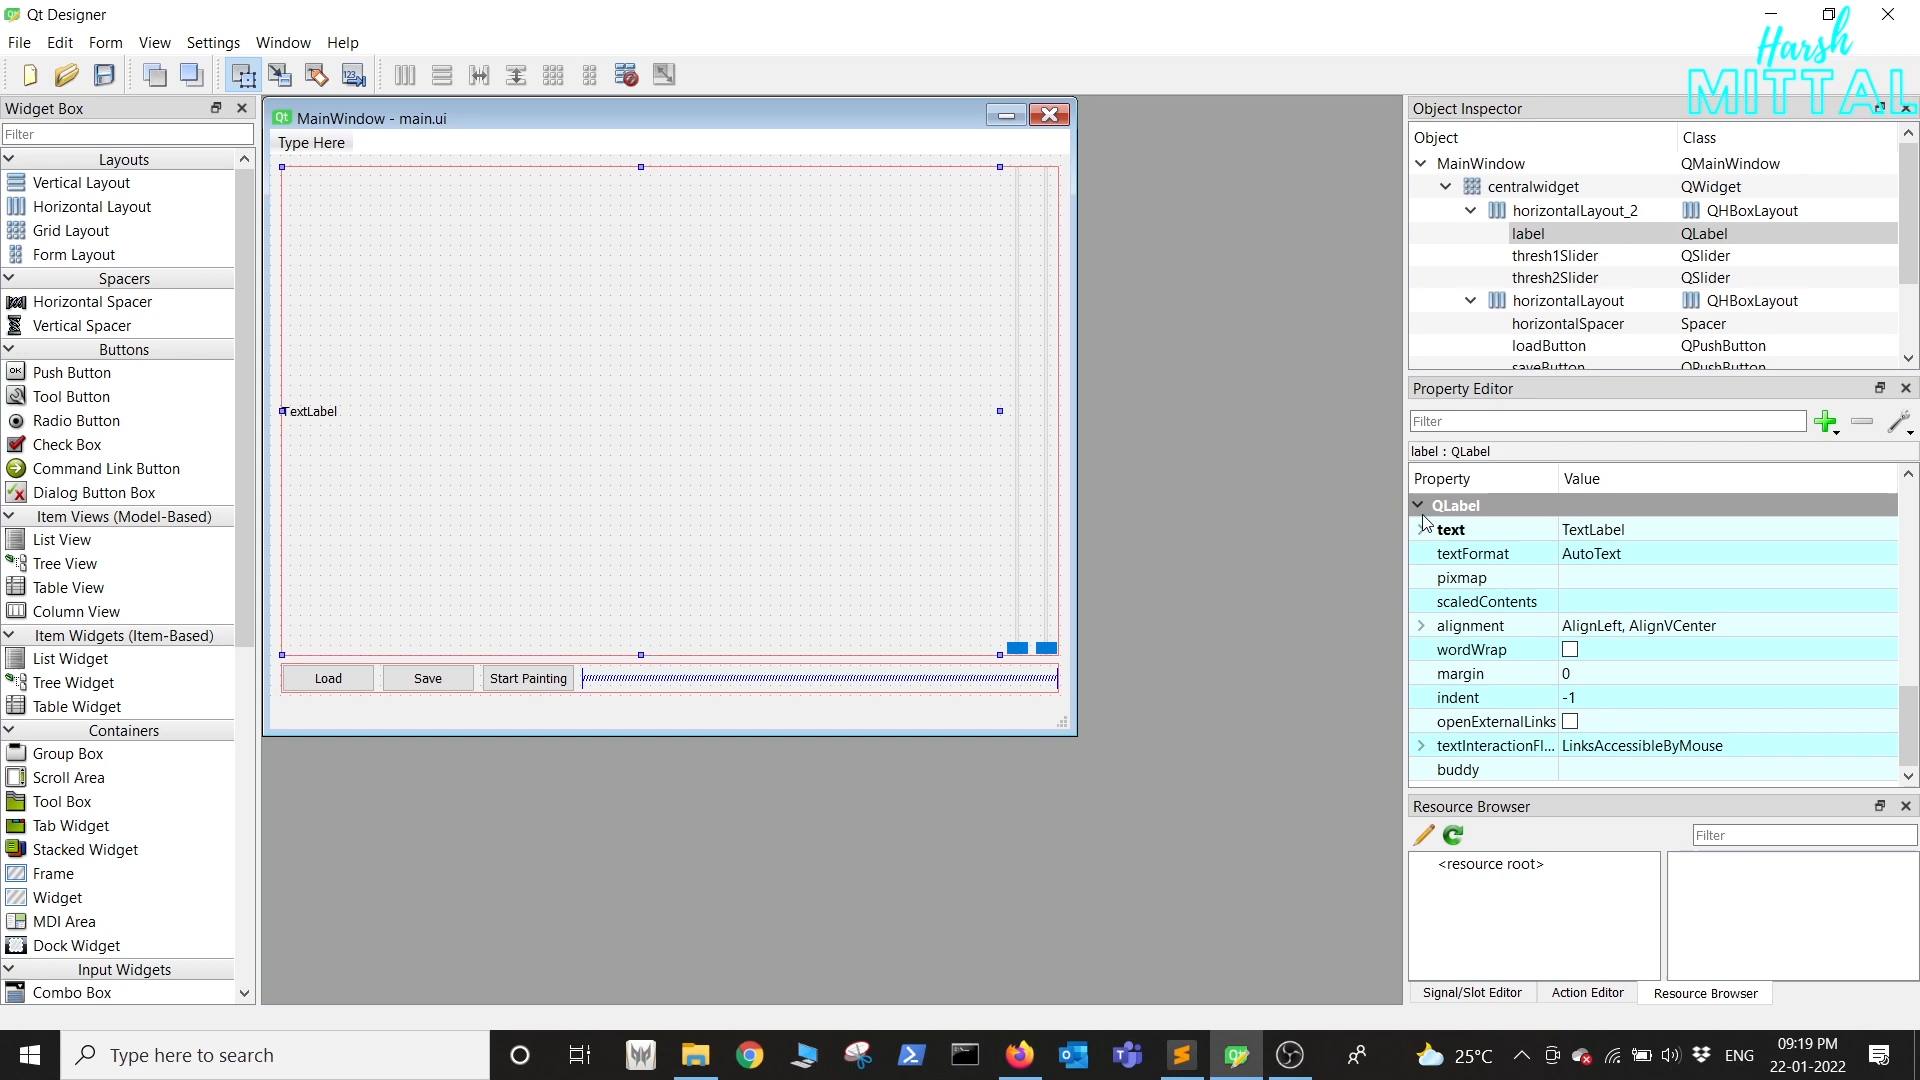 Qt Designer
File Edit Form View Settings Window Help
Harsh
MITTAL
Widget Box
Filter
Layouts
Vertical Layout
Horizontal Layout
Grid Layout
Form Layout
Spacers
Horizontal Spacer
Vertical Spacer
Buttons
Push Button
Tool Button
Radio Button
Check Box
Command Link Button
Dialog Button Box
Item Views (Model-Based)
List View
Tree View
Table View
Column View
Item Widgets (Item-Based)
List Widget
Tree Widget
Table Widget
Containers
Group Box
Scroll Area
Tool Box
Tab Widget
Stacked Widget
Frame
Widget
MDI Area
Dock Widget
Input Widgets
Combo Box
MainWindow - main.ui
Type Here
TextLabel
Load Save Start Painting
Object Inspector
Object Class
MainWindow QMainWindow
centralwidget QWidget
horizontalLayout_2 QHBoxLayout
label QLabel
thresh1Slider QSlider
thresh2Slider QSlider
horizontalLayout QHBoxLayout
horizontalSpacer Spacer
loadButton QPushButton
saveButton QPushButton
Property Editor
Filter
label : QLabel
Property Value
QLabel
text TextLabel
textFormat AutoText
pixmap
scaledContents
alignment AlignLeft, AlignVCenter
wordWrap
margin 0
indent -1
openExternalLinks
textInteractionFl... LinksAccessibleByMouse
buddy
Resource Browser
Filter
<resource root>
Signal/Slot Editor Action Editor Resource Browser
Type here to search
25°C ENG 09:19 PM
22-01-2022